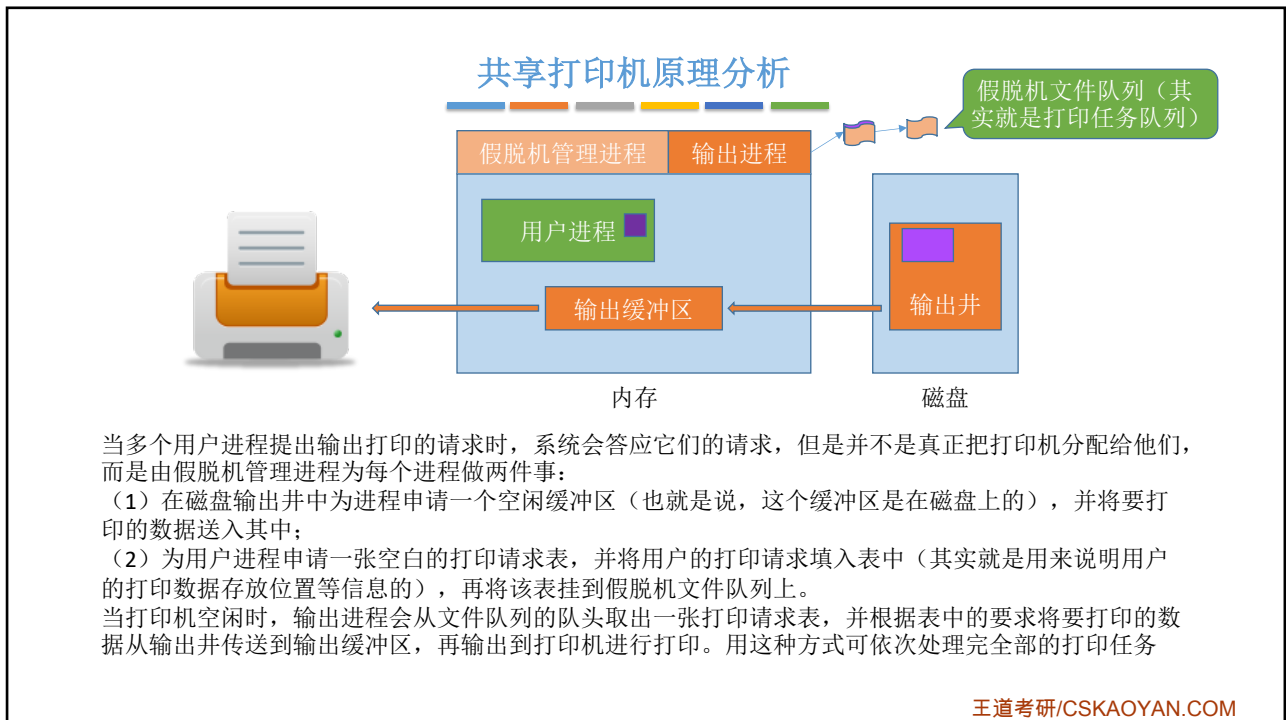 共享打印机原理分析
假脱机文件队列（其
实就是打印任务队列）
假脱机管理进程
输出进程
用户进程
输出缓冲区
输出井
内存
磁盘
当多个用户进程提出输出打印的请求时，系统会答应它们的请求，但是并不是真正把打印机分配给他们，
而是由假脱机管理进程为每个进程做两件事：
（1）在磁盘输出井中为进程申请一个空闲缓冲区（也就是说，这个缓冲区是在磁盘上的），并将要打
印的数据送入其中；
（2）为用户进程申请一张空白的打印请求表，并将用户的打印请求填入表中（其实就是用来说明用户
的打印数据存放位置等信息的），再将该表挂到假脱机文件队列上。
当打印机空闲时，输出进程会从文件队列的队头取出一张打印请求表，并根据表中的要求将要打印的数
据从输出井传送到输出缓冲区，再输出到打印机进行打印。用这种方式可依次处理完全部的打印任务
王道考研/CSKAOYAN.COM